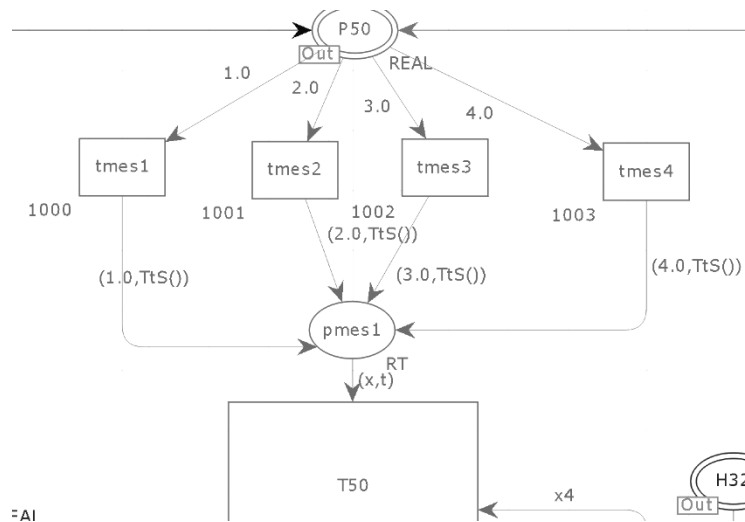 P50
Out
REAL
1.0
2.0
3.0
4.0
tmes1
tmes2
tmes3
tmes4
1000
1001
1002
1003
(2.0,TtS())
(1.0,TtS())
(3.0,TtS())
(4.0,TtS())
pmes1
RT
(x,t)
T50
x4
H32
Out
EAL